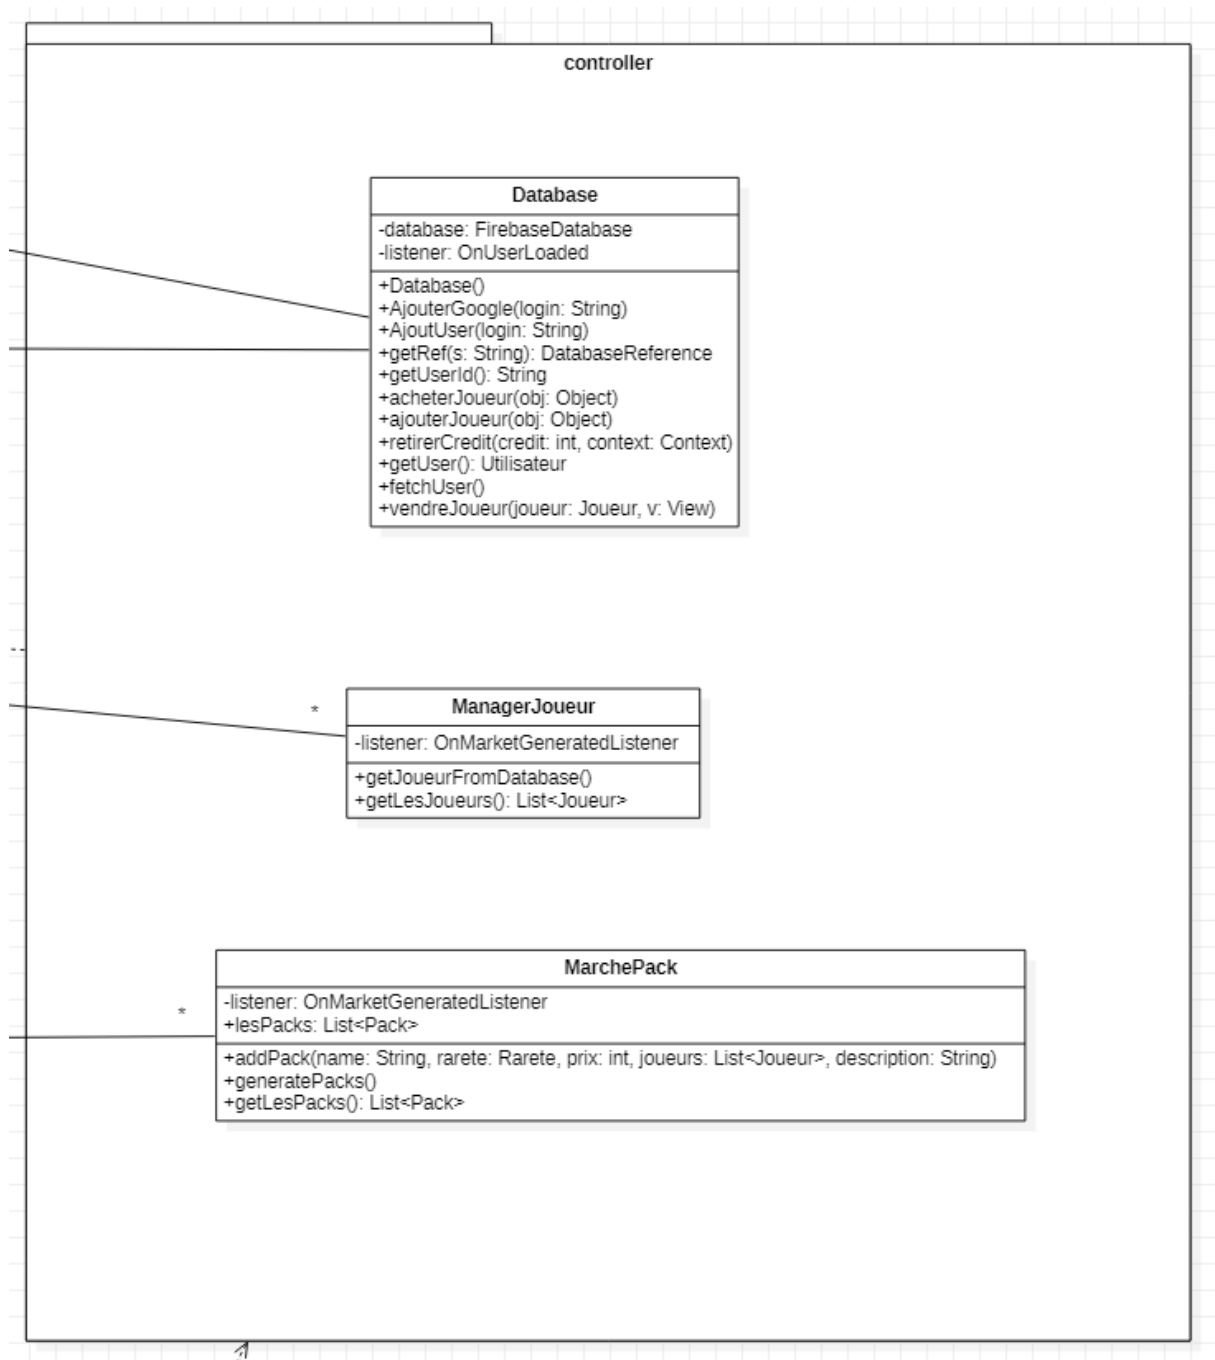 controller
Database
-database: FirebaseDatabase
-listener: OnUserLoaded
+Database()
+AjouterGoogle(login: String)
+AjoutUser(login: String)
+getRef(s: String): DatabaseReference
+getUserId(): String
+acheterJoueur(obj: Object)
+ajouterJoueur(obj: Object)
+retirerCredit(credit: int, context: Context)
+getUser(): Utilisateur
+fetchUser()
+vendreJoueur(joueur: Joueur, v: View)
*
ManagerJoueur
-listener: OnMarketGeneratedListener
+getJoueurFromDatabase()
+getLesJoueurs(): List<Joueur>
*
MarchePack
-listener: OnMarketGeneratedListener
+lesPacks: List<Pack>
+addPack(name: String, rarete: Rarete, prix: int, joueurs: List<Joueur>, description: String)
+generatePacks()
+getLesPacks(): List<Pack>